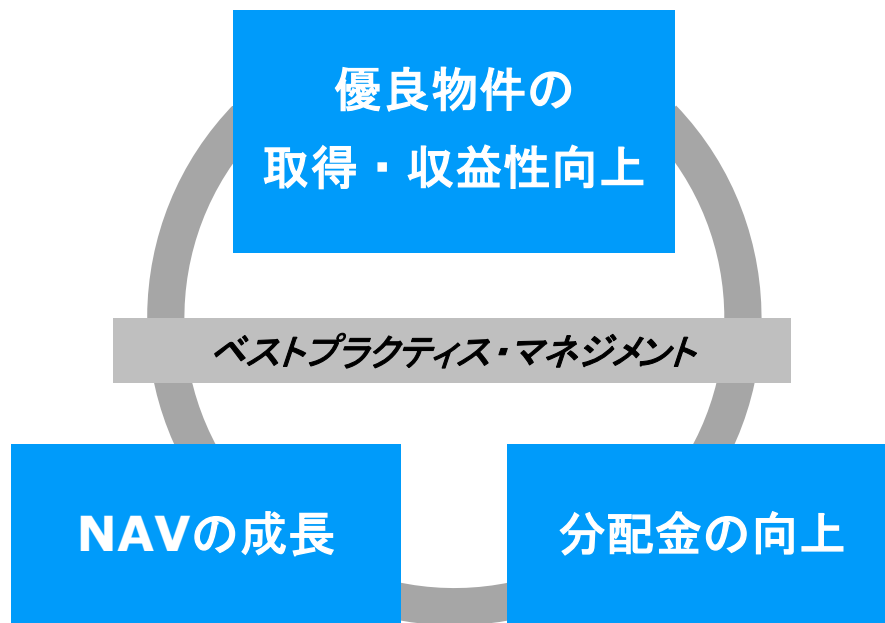 優良物件の
取得・収益性向上
ベストプラクティス・マネジメント
NAVの成長
分配金の向上